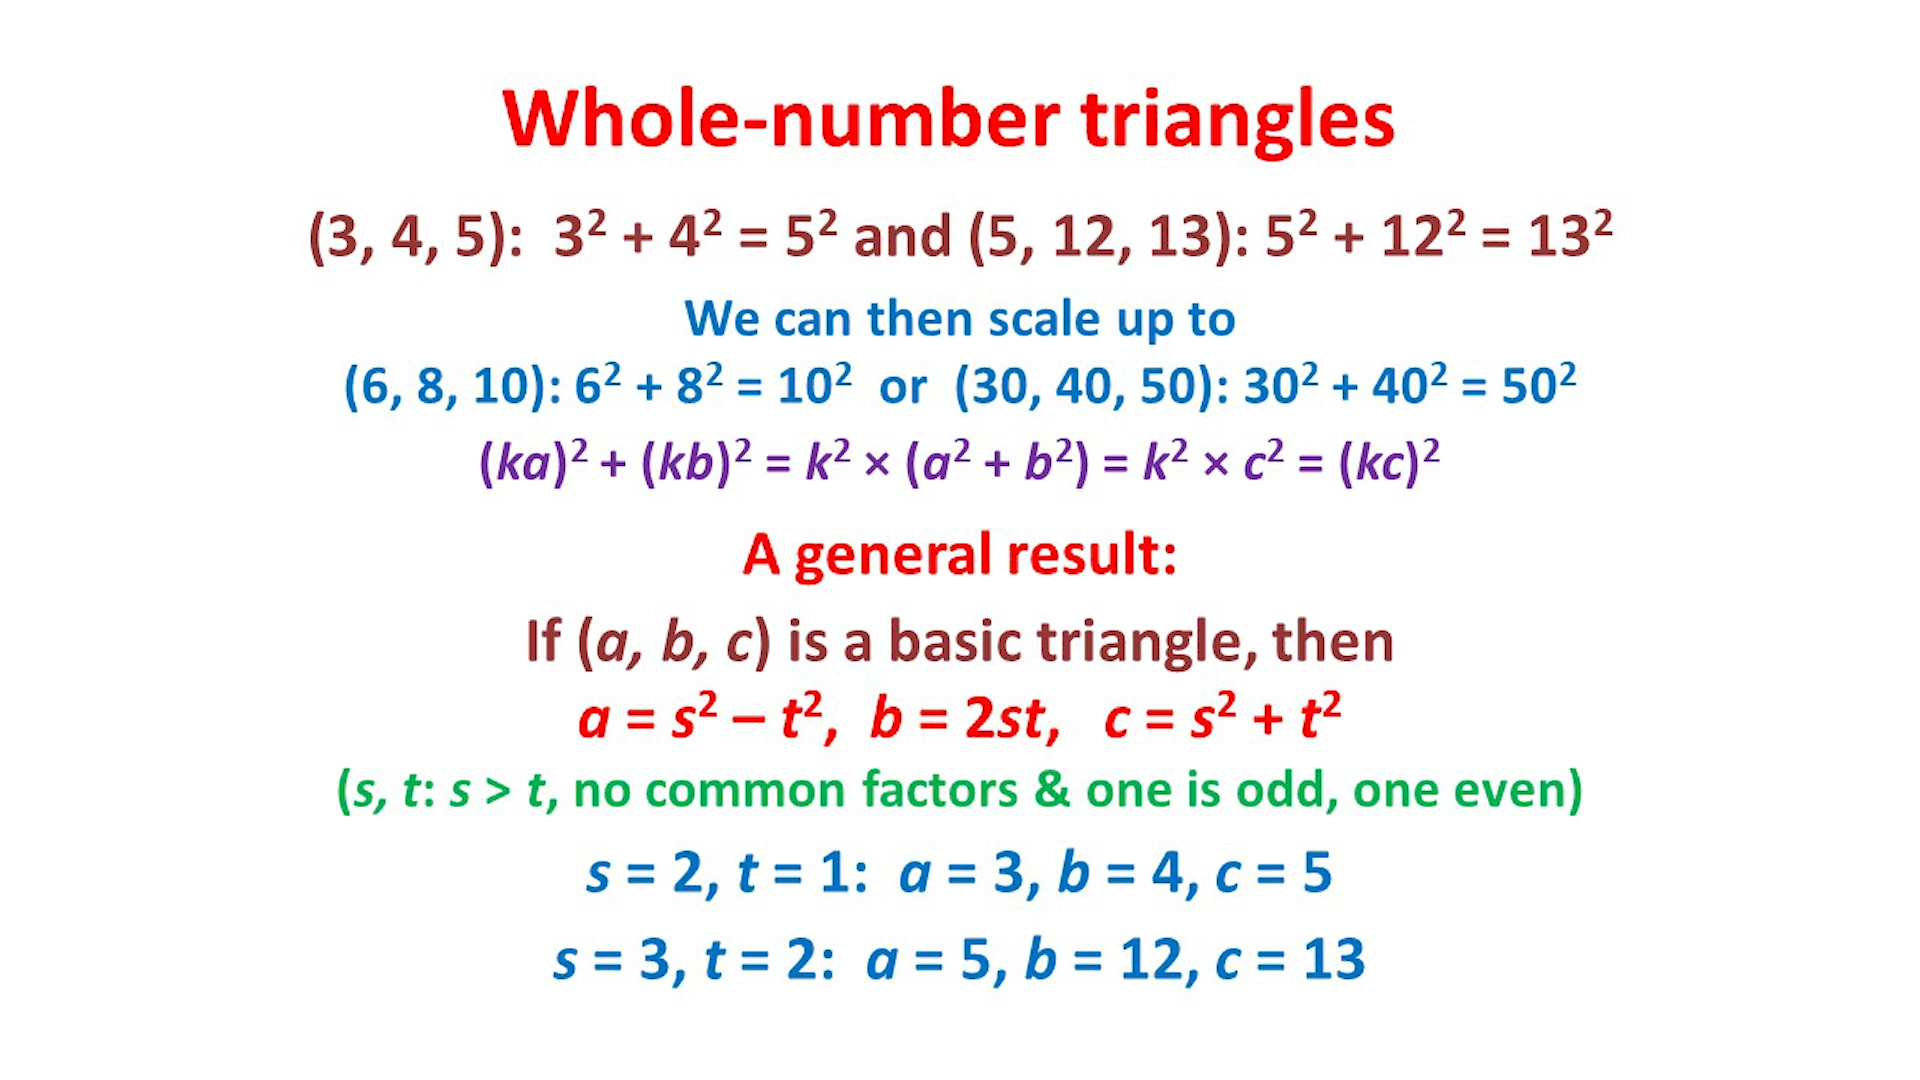 Whole-number triangles
(3, 4, 5): 3² + 4² = 5² and (5, 12, 13): 5² + 12² = 13²
We can then scale up to
(6, 8, 10): 6² + 8² = 10² or (30, 40, 50): 30² + 40² = 50²
(ka)² + (kb)² = k² × (a² + b²) = k² × c² = (kc)²
A general result:
If (a, b, c) is a basic triangle, then
a = s² – t², b = 2st, c = s² + t²
(s, t: s > t, no common factors & one is odd, one even)
s = 2, t = 1: a = 3, b = 4, c = 5
s = 3, t = 2: a = 5, b = 12, c = 13